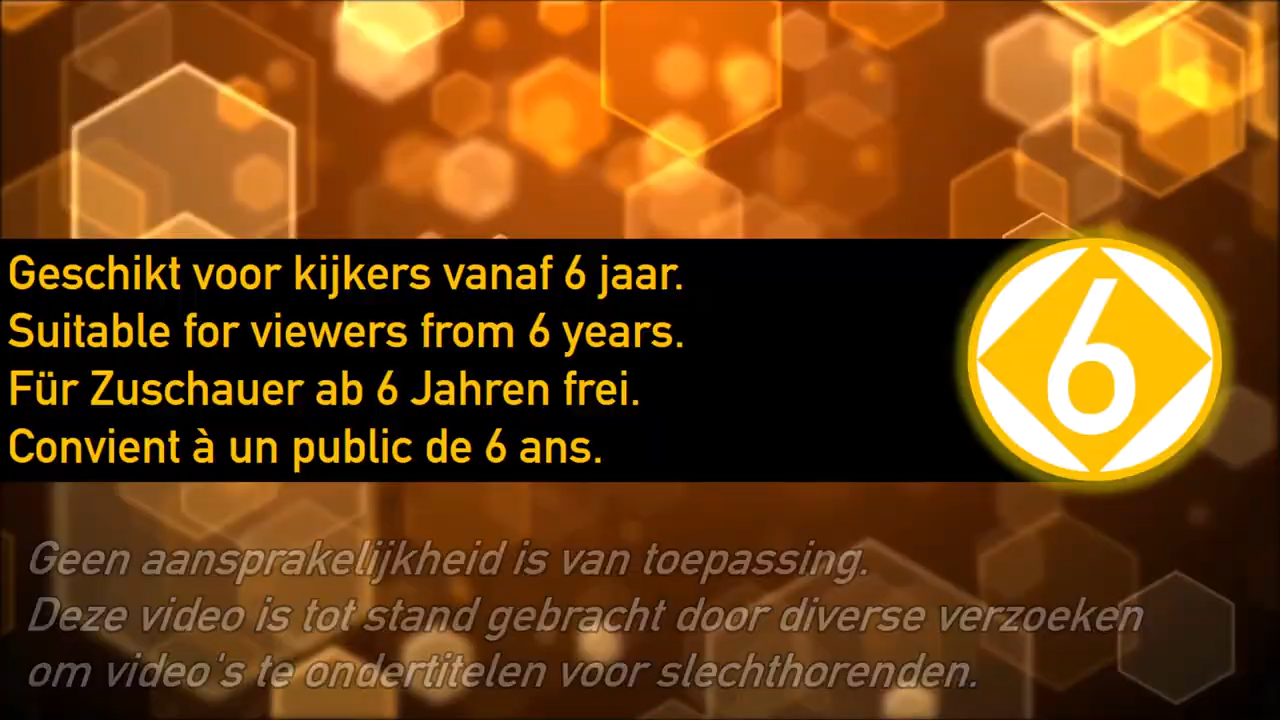 Geschikt voor kijkers vanaf 6 jaar.
Suitable for viewers from 6 years.
Für Zuschauer ab 6 Jahren frei.
Convient à un public de 6 ans.
6
Geen aansprakelijkheid is van toepassing.
Deze video is tot stand gebracht door diverse verzoeken
om video's te ondertitelen voor slechthorenden.